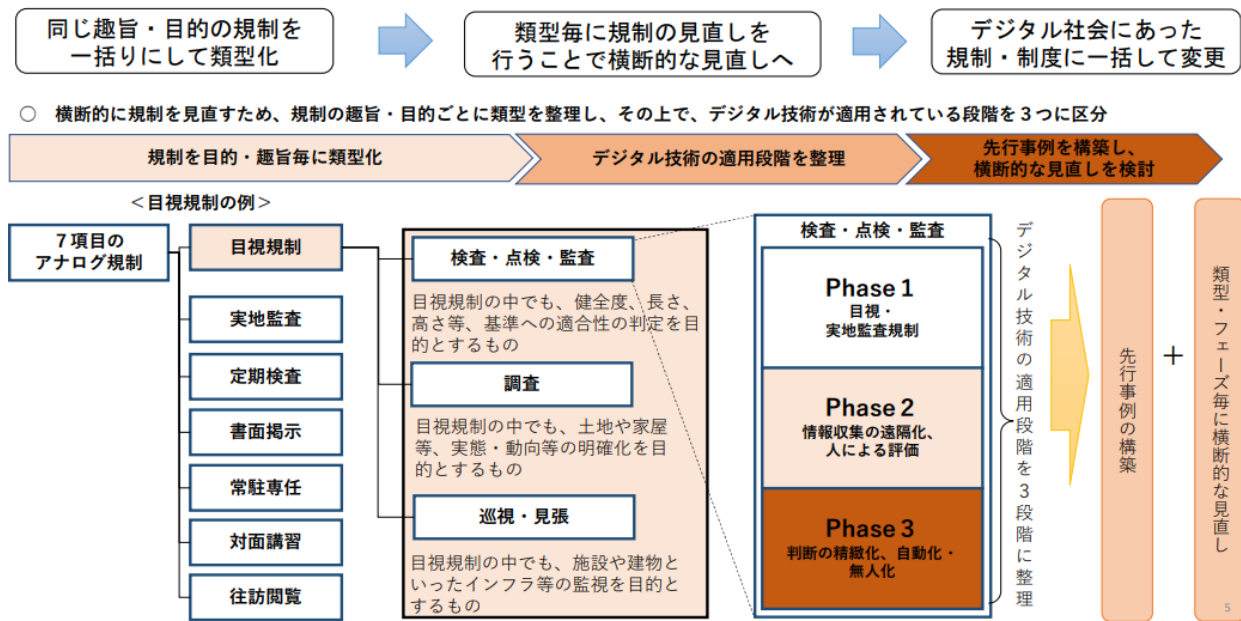 同じ趣旨・目的の規制を
一括りにして類型化
類型毎に規制の見直しを
行うことで横断的な見直しへ
デジタル社会にあった
規制・制度に一括して変更
○ 横断的に規制を見直すため、規制の趣旨・目的ごとに類型を整理し、その上で、デジタル技術が適用されている段階を３つに区分
規制を目的・趣旨毎に類型化
デジタル技術の適用段階を整理
先行事例を構築し、
横断的な見直しを検討
＜目視規制の例＞
７項目の
アナログ規制
目視規制
実地監査
定期検査
書面掲示
常駐専任
対面講習
往訪閲覧
検査・点検・監査
目視規制の中でも、健全度、長さ、
高さ等、基準への適合性の判定を目
的とするもの
調査
目視規制の中でも、土地や家屋
等、実態・動向等の明確化を目
的とするもの
巡視・見張
目視規制の中でも、施設や建物と
いったインフラ等の監視を目的と
するもの
検査・点検・監査
Phase 1
目視・
実地監査規制
Phase 2
情報収集の遠隔化、
人による評価
Phase 3
判断の精緻化、自動化・
無人化
デジタル技術の適用段階を３段階に整理
先行事例の構築
＋
類型・フェーズ毎に横断的な見直し
5